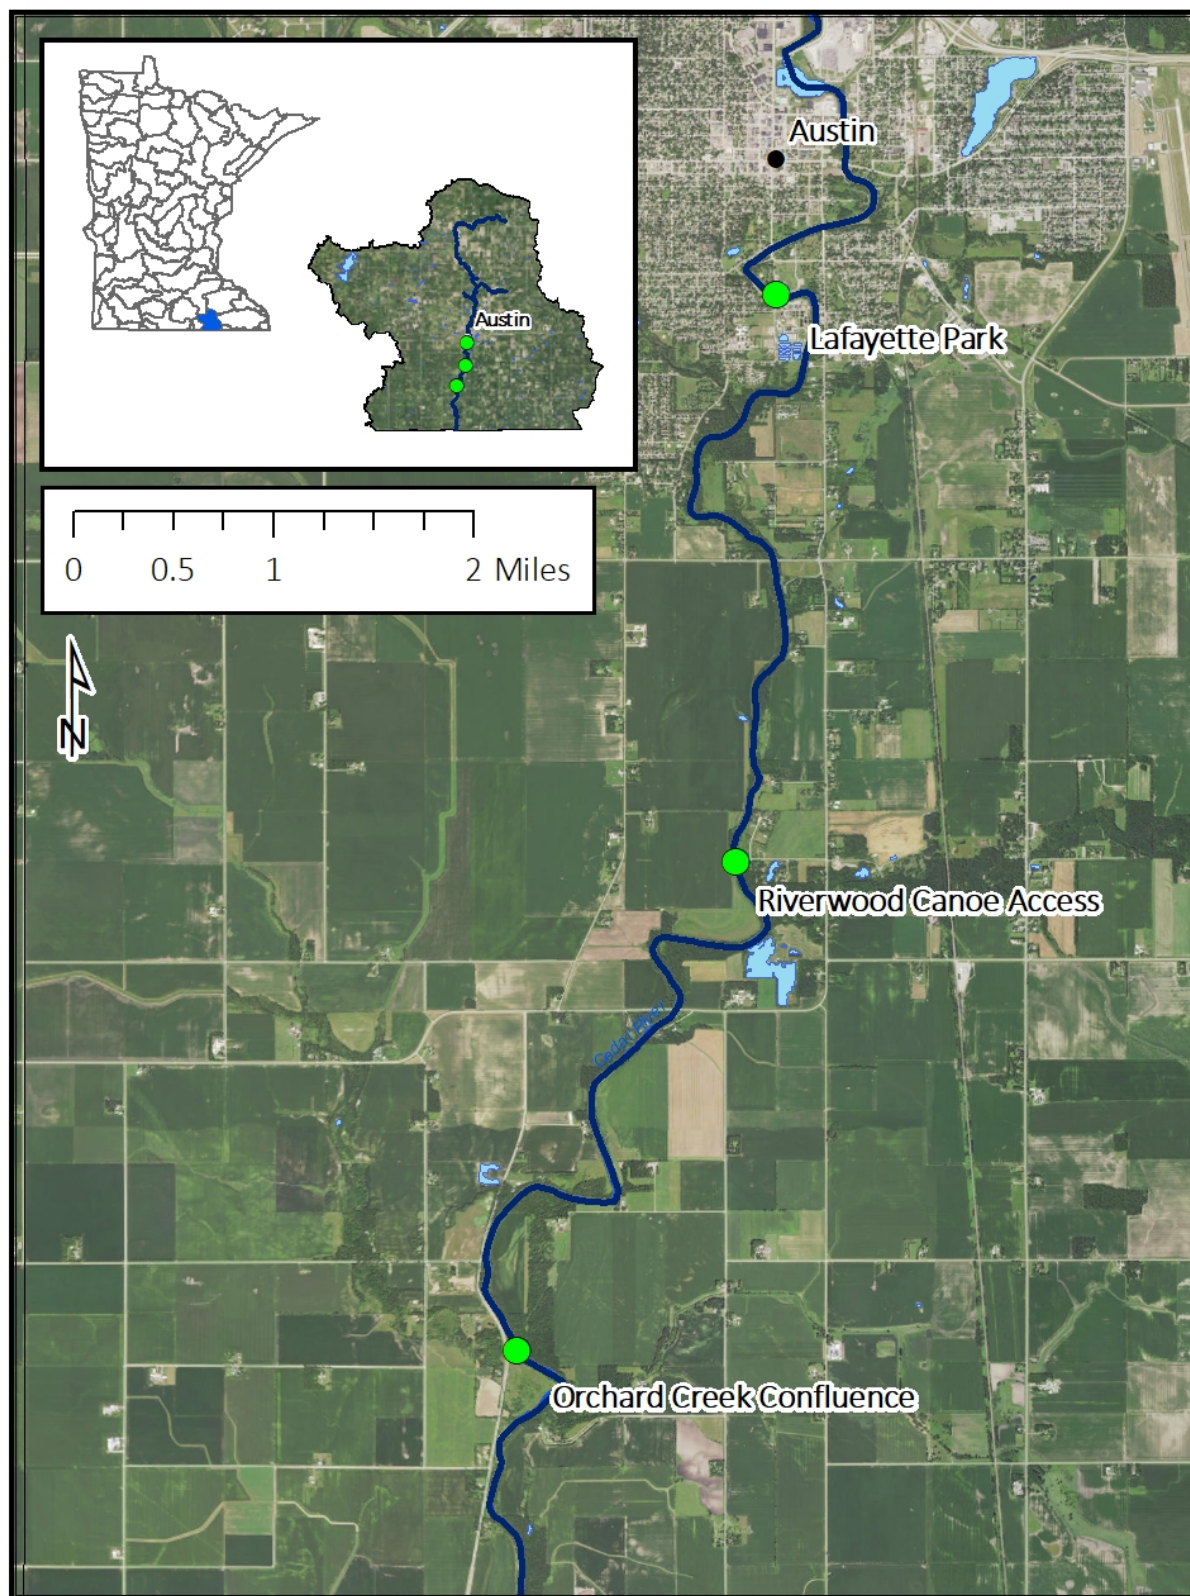 Austin
Austin
Lafayette Park
0 0.5 1 2 Miles
N
Riverwood Canoe Access
Cedar River
Orchard Creek Confluence